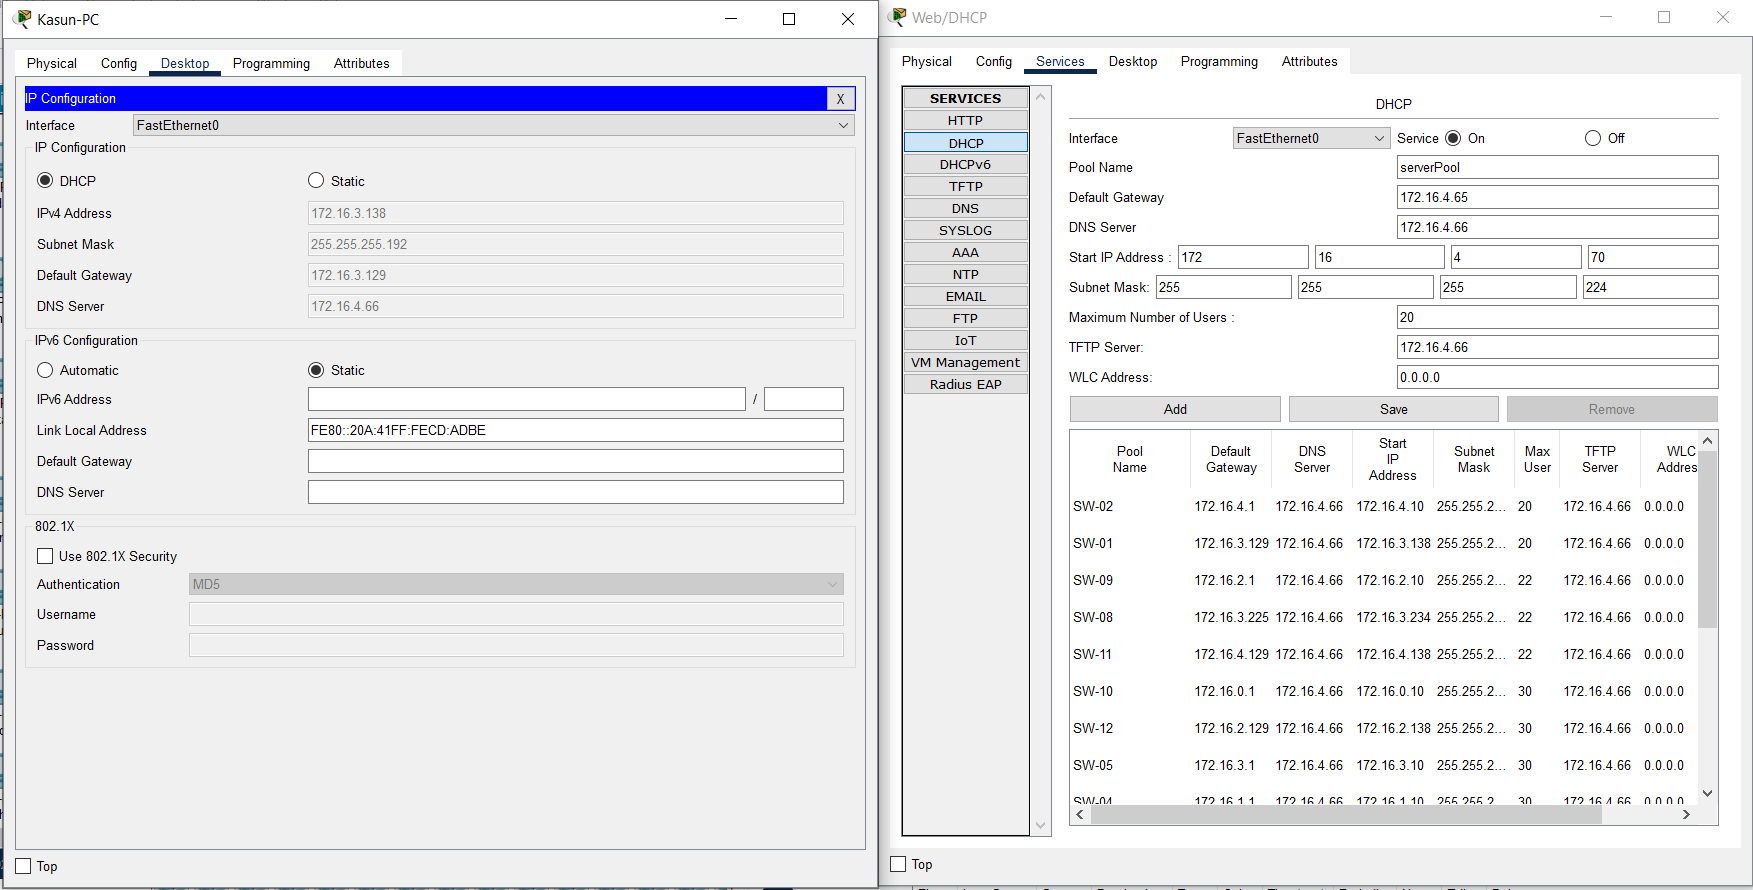 Kasun-PC
Physical Config Desktop Programming Attributes
IP Configuration X
Interface FastEthernet0
IP Configuration
DHCP Static
IPv4 Address 172.16.3.138
Subnet Mask 255.255.255.192
Default Gateway 172.16.3.129
DNS Server 172.16.4.66
IPv6 Configuration
Automatic Static
IPv6 Address /
Link Local Address FE80::20A:41FF:FECD:ADBE
Default Gateway
DNS Server
802.1X
Use 802.1X Security
Authentication MD5
Username
Password
Top
Web/DHCP
Physical Config Services Desktop Programming Attributes
SERVICES
HTTP
DHCP
DHCPv6
TFTP
DNS
SYSLOG
AAA
NTP
EMAIL
FTP
IoT
VM Management
Radius EAP
DHCP
Interface FastEthernet0 Service On Off
Pool Name serverPool
Default Gateway 172.16.4.65
DNS Server 172.16.4.66
Start IP Address : 172 16 4 70
Subnet Mask: 255 255 255 224
Maximum Number of Users : 20
TFTP Server: 172.16.4.66
WLC Address: 0.0.0.0
Add Save Remove
Pool Name Default Gateway DNS Server Start IP Address Subnet Mask Max User TFTP Server WLC Addres
SW-02 172.16.4.1 172.16.4.66 172.16.4.10 255.255.2... 20 172.16.4.66 0.0.0.0
SW-01 172.16.3.129 172.16.4.66 172.16.3.138 255.255.2... 20 172.16.4.66 0.0.0.0
SW-09 172.16.2.1 172.16.4.66 172.16.2.10 255.255.2... 22 172.16.4.66 0.0.0.0
SW-08 172.16.3.225 172.16.4.66 172.16.3.234 255.255.2... 22 172.16.4.66 0.0.0.0
SW-11 172.16.4.129 172.16.4.66 172.16.4.138 255.255.2... 22 172.16.4.66 0.0.0.0
SW-10 172.16.0.1 172.16.4.66 172.16.0.10 255.255.2... 30 172.16.4.66 0.0.0.0
SW-12 172.16.2.129 172.16.4.66 172.16.2.138 255.255.2... 30 172.16.4.66 0.0.0.0
SW-05 172.16.3.1 172.16.4.66 172.16.3.10 255.255.2... 30 172.16.4.66 0.0.0.0
SW-04 172.16.1.1 172.16.4.66 172.16.1.10 255.255.2... 30 172.16.4.66 0.0.0.0
Top